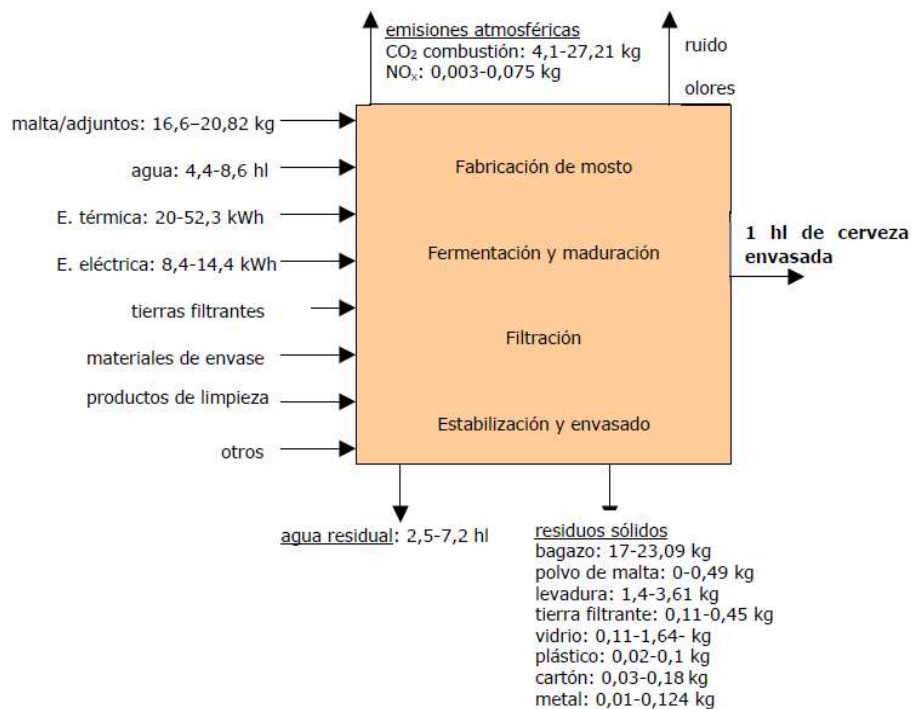 emisiones atmosféricas
CO₂ combustión: 4,1-27,21 kg
NOₓ: 0,003-0,075 kg
ruido
olores
malta/adjuntos: 16,6–20,82 kg
agua: 4,4-8,6 hl
E. térmica: 20-52,3 kWh
E. eléctrica: 8,4-14,4 kWh
tierras filtrantes
materiales de envase
productos de limpieza
otros
Fabricación de mosto
Fermentación y maduración
Filtración
Estabilización y envasado
1 hl de cerveza
envasada
agua residual: 2,5-7,2 hl
residuos sólidos
bagazo: 17-23,09 kg
polvo de malta: 0-0,49 kg
levadura: 1,4-3,61 kg
tierra filtrante: 0,11-0,45 kg
vidrio: 0,11-1,64- kg
plástico: 0,02-0,1 kg
cartón: 0,03-0,18 kg
metal: 0,01-0,124 kg